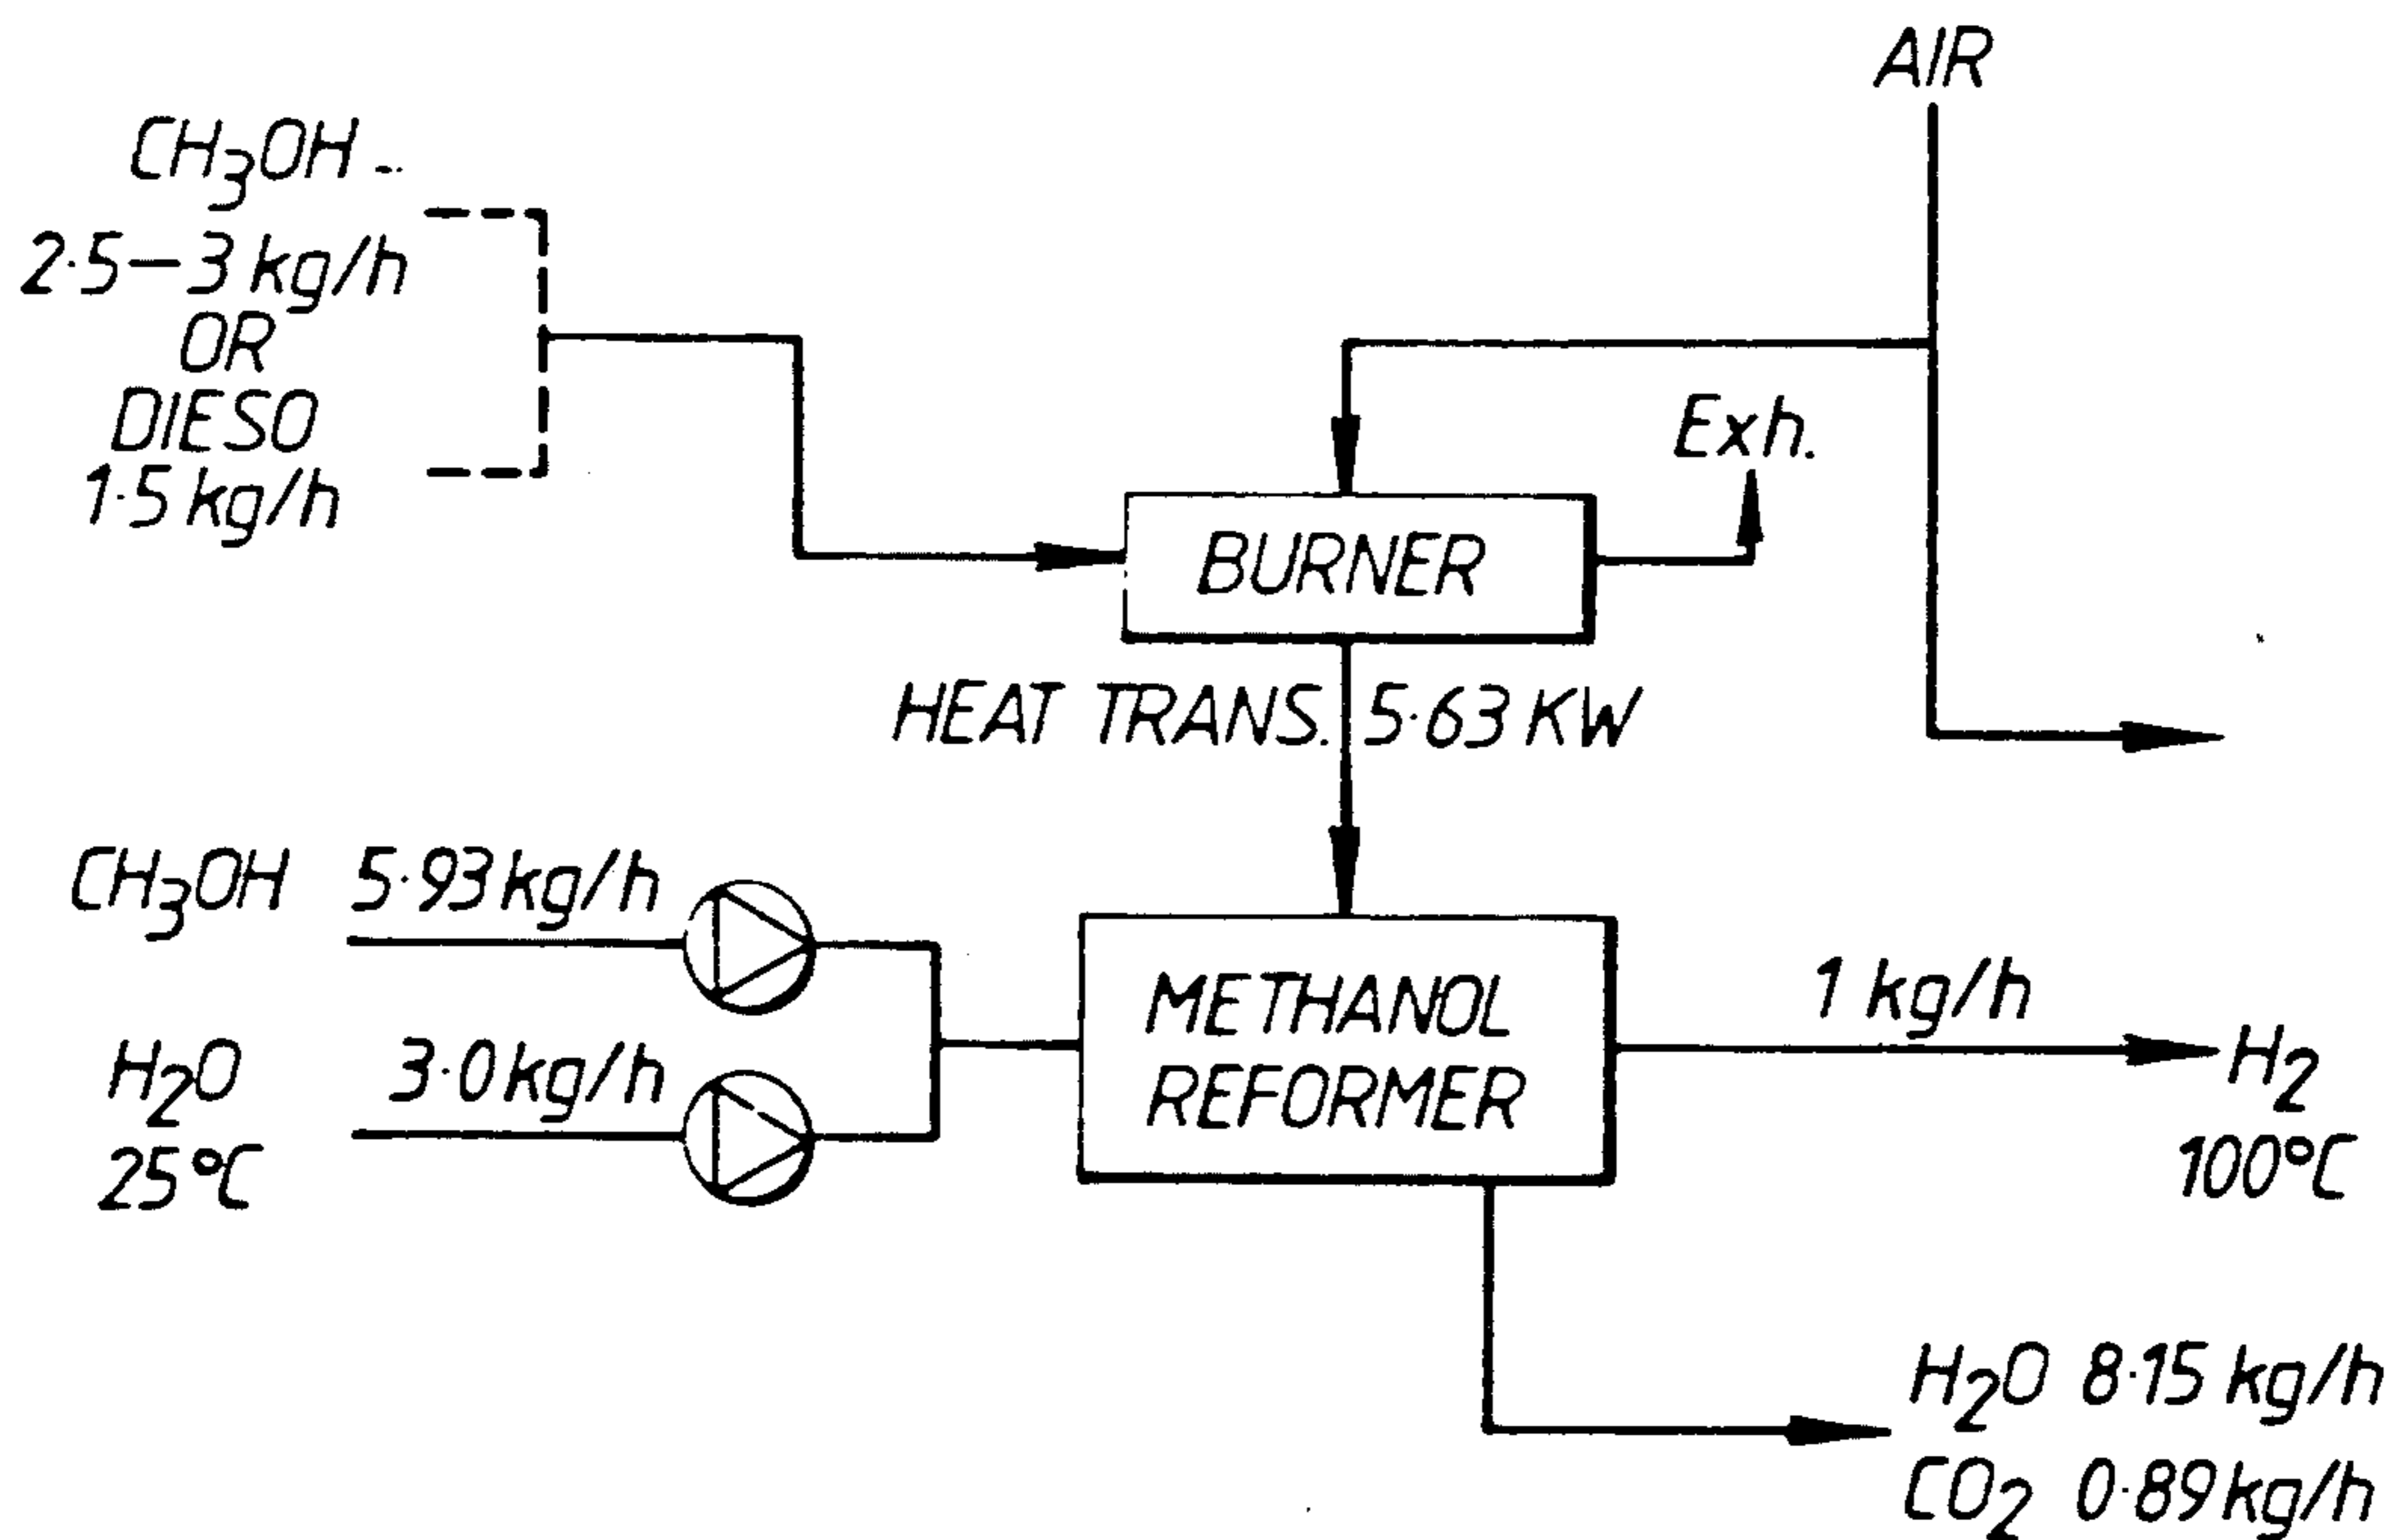 AIR
CH3OH
2·5—3 kg/h
OR
DIESO
1·5 kg/h
Exh.
BURNER
HEAT TRANS. 5·63 KW
CH3OH 5·93 kg/h
METHANOL
REFORMER
1 kg/h
H2
100°C
H2O 3·0 kg/h
25°C
H2O 8·15 kg/h
CO2 0·89 kg/h